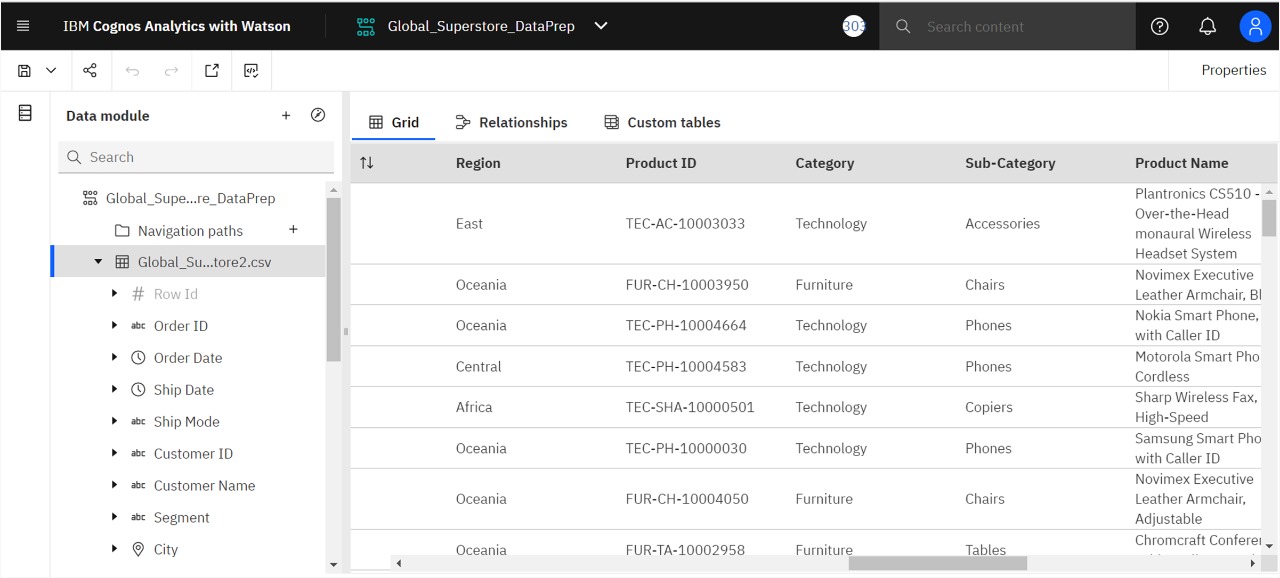 IBM Cognos Analytics with Watson
Global_Superstore_DataPrep
303
Search content
Properties
Data module
Search
Global_Supe...re_DataPrep
Navigation paths
Global_Su...tore2.csv
# Row Id
abc Order ID
Order Date
Ship Date
abc Ship Mode
abc Customer ID
abc Customer Name
abc Segment
City
Grid Relationships Custom tables
Region Product ID Category Sub-Category Product Name
East TEC-AC-10003033 Technology Accessories
Plantronics CS510 -
Over-the-Head
monaural Wireless
Headset System
Oceania FUR-CH-10003950 Furniture Chairs
Novimex Executive
Leather Armchair, Bl
Oceania TEC-PH-10004664 Technology Phones
Nokia Smart Phone,
with Caller ID
Central TEC-PH-10004583 Technology Phones
Motorola Smart Pho
Cordless
Africa TEC-SHA-10000501 Technology Copiers
Sharp Wireless Fax,
High-Speed
Oceania TEC-PH-10000030 Technology Phones
Samsung Smart Pho
with Caller ID
Oceania FUR-CH-10004050 Furniture Chairs
Novimex Executive
Leather Armchair,
Adjustable
Oceania FUR-TA-10002958 Furniture Tables
Chromcraft Conferen